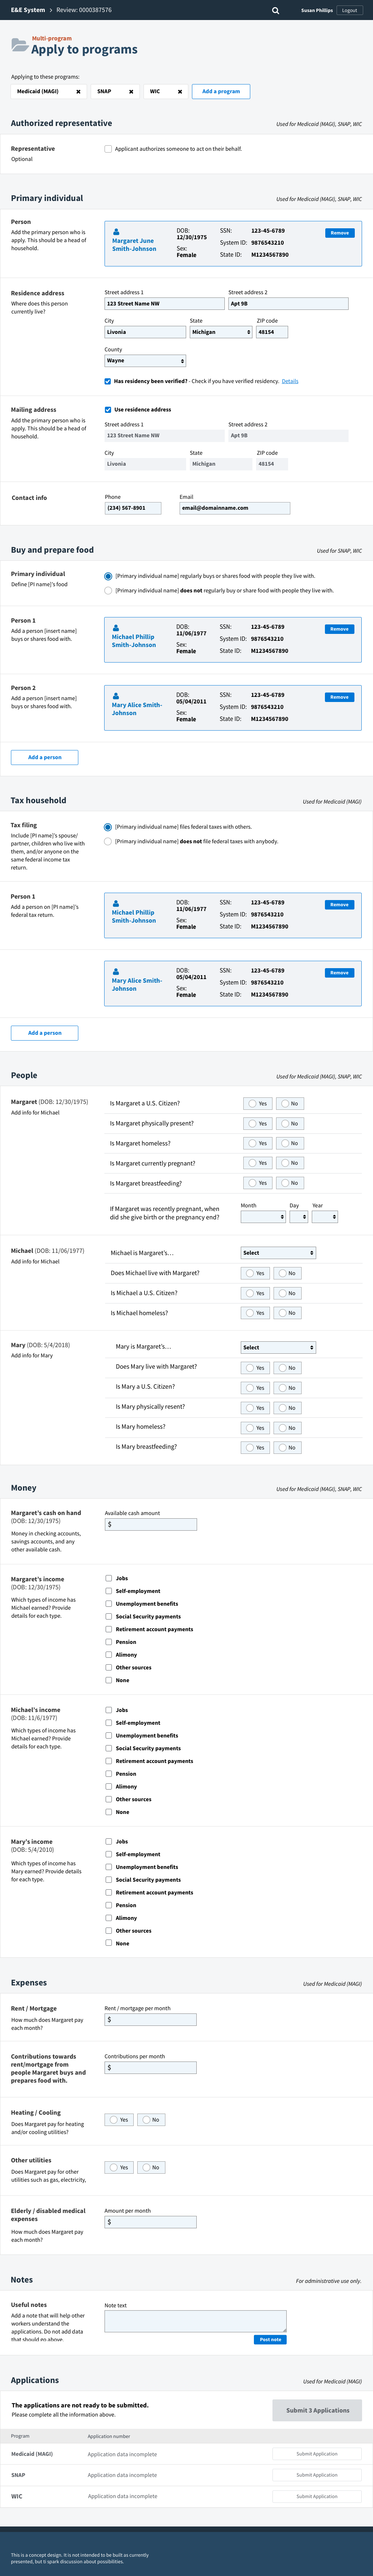 E&E System > Review: 0000387576
Susan Phillips
Logout
Multi-program
Apply to programs
Applying to these programs:
Medicaid (MAGI) ✖
SNAP ✖
WIC ✖
Add a program
Authorized representative
Used for Medicaid (MAGI), SNAP, WIC
Representative
Optional
Applicant authorizes someone to act on their behalf.
Primary individual
Used for Medicaid (MAGI), SNAP, WIC
Person
Add the primary person who is
apply. This should be a head of
household.
Margaret June
Smith-Johnson
DOB:
12/30/1975
Sex:
Female
SSN: 123-45-6789
System ID: 9876543210
State ID: M1234567890
Remove
Residence address
Where does this person
currently live?
Street address 1
123 Street Name NW
Street address 2
Apt 9B
City
Livonia
State
Michigan
ZIP code
48154
County
Wayne
Has residency been verified? - Check if you have verified residency. Details
Mailing address
Add the primary person who is
apply. This should be a head of
household.
Use residence address
Street address 1
123 Street Name NW
Street address 2
Apt 9B
City
Livonia
State
Michigan
ZIP code
48154
Contact info
Phone
(234) 567-8901
Email
email@domainname.com
Buy and prepare food
Used for SNAP, WIC
Primary individual
Define [PI name]'s food
[Primary individual name] regularly buys or shares food with people they live with.
[Primary individual name] does not regularly buy or share food with people they live with.
Person 1
Add a person [insert name]
buys or shares food with.
Michael Phillip
Smith-Johnson
DOB:
11/06/1977
Sex:
Female
SSN: 123-45-6789
System ID: 9876543210
State ID: M1234567890
Remove
Person 2
Add a person [insert name]
buys or shares food with.
Mary Alice Smith-
Johnson
DOB:
05/04/2011
Sex:
Female
SSN: 123-45-6789
System ID: 9876543210
State ID: M1234567890
Remove
Add a person
Tax household
Used for Medicaid (MAGI)
Tax filing
Include [PI name]'s spouse/
partner, children who live with
them, and/or anyone on the
same federal income tax
return.
[Primary individual name] files federal taxes with others.
[Primary individual name] does not file federal taxes with anybody.
Person 1
Add a person on [PI name]'s
federal tax return.
Michael Phillip
Smith-Johnson
DOB:
11/06/1977
Sex:
Female
SSN: 123-45-6789
System ID: 9876543210
State ID: M1234567890
Remove
Mary Alice Smith-
Johnson
DOB:
05/04/2011
Sex:
Female
SSN: 123-45-6789
System ID: 9876543210
State ID: M1234567890
Remove
Add a person
People
Used for Medicaid (MAGI), SNAP, WIC
Margaret (DOB: 12/30/1975)
Add info for Michael
Is Margaret a U.S. Citizen? Yes No
Is Margaret physically present? Yes No
Is Margaret homeless? Yes No
Is Margaret currently pregnant? Yes No
Is Margaret breastfeeding? Yes No
If Margaret was recently pregnant, when
did she give birth or the pregnancy end?
Month Day Year
Michael (DOB: 11/06/1977)
Add info for Michael
Michael is Margaret's… Select
Does Michael live with Margaret? Yes No
Is Michael a U.S. Citizen? Yes No
Is Michael homeless? Yes No
Mary (DOB: 5/4/2018)
Add info for Mary
Mary is Margaret's… Select
Does Mary live with Margaret? Yes No
Is Mary a U.S. Citizen? Yes No
Is Mary physically resent? Yes No
Is Mary homeless? Yes No
Is Mary breastfeeding? Yes No
Money
Used for Medicaid (MAGI), SNAP, WIC
Margaret's cash on hand
(DOB: 12/30/1975)
Money in checking accounts,
savings accounts, and any
other available cash.
Available cash amount
$
Margaret's income
(DOB: 12/30/1975)
Which types of income has
Michael earned? Provide
details for each type.
Jobs
Self-employment
Unemployment benefits
Social Security payments
Retirement account payments
Pension
Alimony
Other sources
None
Michael's income
(DOB: 11/6/1977)
Which types of income has
Michael earned? Provide
details for each type.
Jobs
Self-employment
Unemployment benefits
Social Security payments
Retirement account payments
Pension
Alimony
Other sources
None
Mary's income
(DOB: 5/4/2010)
Which types of income has
Mary earned? Provide details
for each type.
Jobs
Self-employment
Unemployment benefits
Social Security payments
Retirement account payments
Pension
Alimony
Other sources
None
Expenses
Used for Medicaid (MAGI)
Rent / Mortgage
How much does Margaret pay
each month?
Rent / mortgage per month
$
Contributions towards
rent/mortgage from
people Margaret buys and
prepares food with.
Contributions per month
$
Heating / Cooling
Does Margaret pay for heating
and/or cooling utilities?
Yes No
Other utilities
Does Margaret pay for other
utilities such as gas, electricity,
Yes No
Elderly / disabled medical
expenses
How much does Margaret pay
each month?
Amount per month
$
Notes
For administrative use only.
Useful notes
Add a note that will help other
workers understand the
applications. Do not add data
that should go above.
Note text
Post note
Applications
Used for Medicaid (MAGI)
The applications are not ready to be submitted.
Please complete all the information above.
Submit 3 Applications
Program Application number
Medicaid (MAGI) Application data incomplete Submit Application
SNAP Application data incomplete Submit Application
WIC Application data incomplete Submit Application
This is a concept design. It is not intended to be built as currently
presented, but ti spark discussion about possibilities.